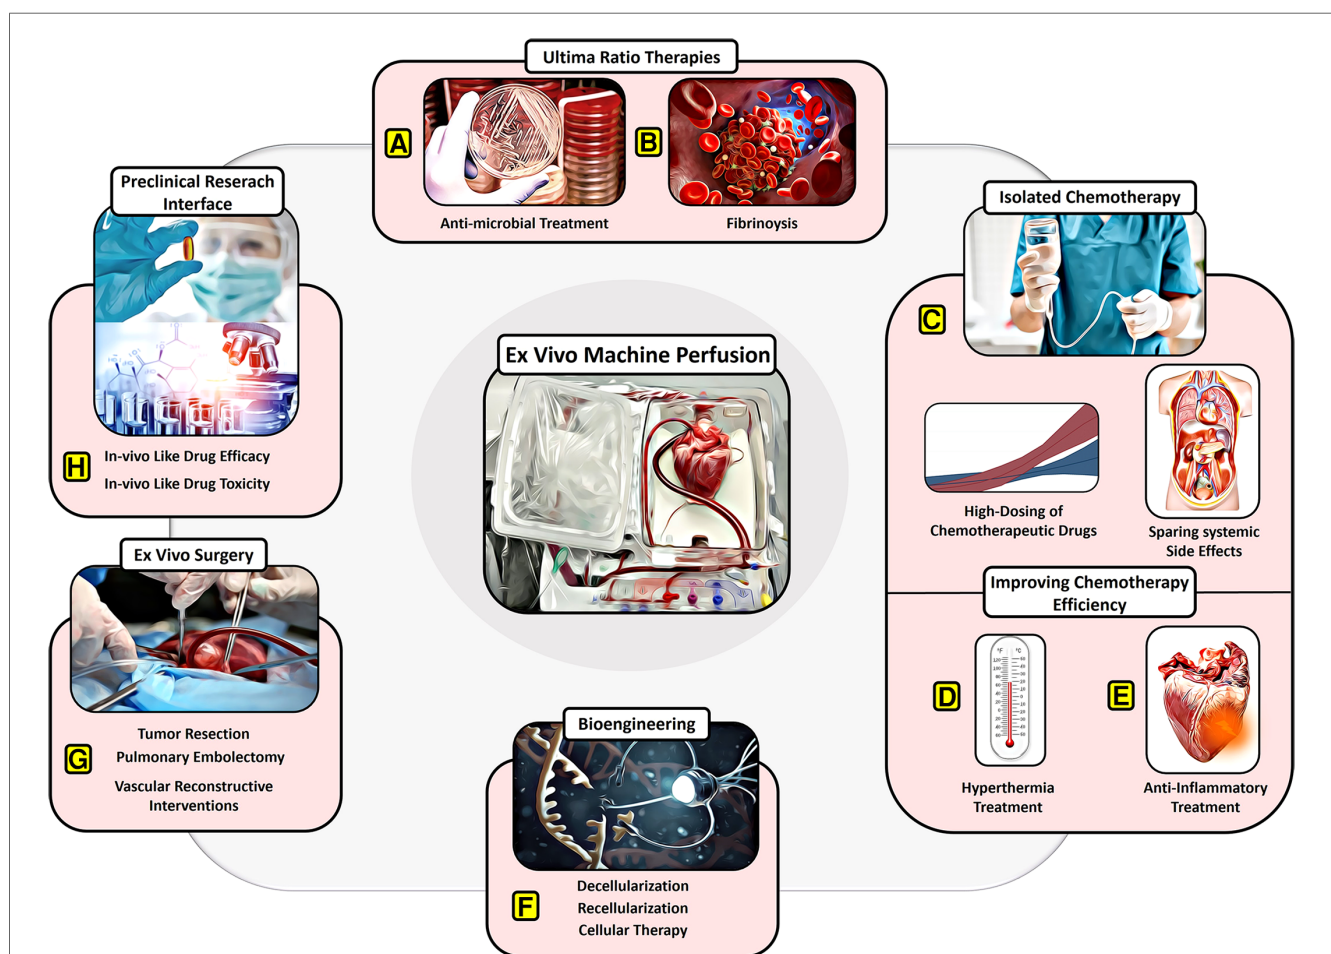 Ultima Ratio Therapies
A
B
Anti-microbial Treatment
Fibrinoysis
Preclinical Reserach
Interface
H
In-vivo Like Drug Efficacy
In-vivo Like Drug Toxicity
Isolated Chemotherapy
C
High-Dosing of
Chemotherapeutic Drugs
Sparing systemic
Side Effects
Improving Chemotherapy
Efficiency
D
°F °C
E
Hyperthermia
Treatment
Anti-Inflammatory
Treatment
Ex Vivo Machine Perfusion
Ex Vivo Surgery
G
Tumor Resection
Pulmonary Embolectomy
Vascular Reconstructive
Interventions
Bioengineering
F
Decellularization
Recellularization
Cellular Therapy